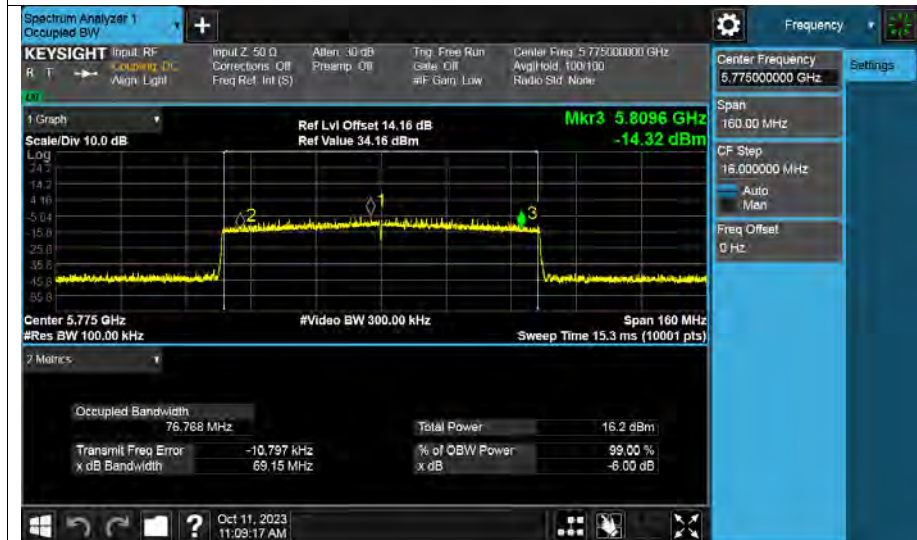 Spectrum Analyzer 1
Occupied BW
+
Frequency
KEYSIGHT
R T
Input: RF
Coupling: DC
Align: Light
Input Z: 50 Ω
Corrections: Off
Freq Ref: Int (S)
Atten: 30 dB
Preamp: Off
Trig: Free Run
Gate: Off
#IF Gain: Low
Center Freq: 5.775000000 GHz
Avg|Hold: 100/100
Radio Std: None
Center Frequency
5.775000000 GHz
Settings
Span
160.00 MHz
CF Step
16.000000 MHz
Auto
Man
Freq Offset
0 Hz
1 Graph
Scale/Div 10.0 dB
Ref Lvl Offset 14.16 dB
Ref Value 34.16 dBm
Mkr3 5.8096 GHz
-14.32 dBm
Log
24.2
14.2
4.16
-5.84
-15.8
-25.8
-35.8
-45.8
-55.8
2
1
3
Center 5.775 GHz
#Video BW 300.00 kHz
Span 160 MHz
#Res BW 100.00 kHz
Sweep Time 15.3 ms (10001 pts)
2 Metrics
Occupied Bandwidth
76.768 MHz
Total Power
16.2 dBm
Transmit Freq Error
-10.797 kHz
% of OBW Power
99.00 %
x dB Bandwidth
69.15 MHz
x dB
-6.00 dB
?
Oct 11, 2023
11:09:17 AM